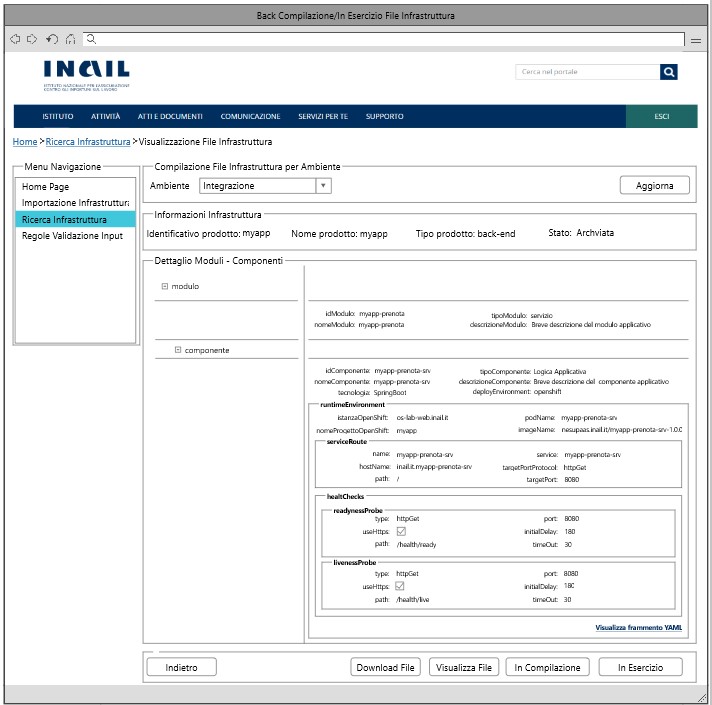 Back Compilazione/In Esercizio File Infrastruttura
INAIL
ISTITUTO NAZIONALE PER L'ASSICURAZIONE
CONTRO GLI INFORTUNI SUL LAVORO
Cerca nel portale
ISTITUTO ATTIVITÀ ATTI E DOCUMENTI COMUNICAZIONE SERVIZI PER TE SUPPORTO ESCI
Home > Ricerca Infrastruttura > Visualizzazione File Infrastruttura
Menu Navigazione
Home Page
Importazione Infrastruttura
Ricerca Infrastruttura
Regole Validazione Input
Compilazione File Infrastruttura per Ambiente
Ambiente Integrazione Aggiorna
Informazioni Infrastruttura
Identificativo prodotto: myapp Nome prodotto: myapp Tipo prodotto: back-end Stato: Archviata
Dettaglio Moduli - Componenti
modulo
idModulo: myapp-prenota tipoModulo: servizio
nomeModulo: myapp-prenota descrizioneModulo: Breve descrizione del modulo applicativo
componente
idComponente: myapp-prenota-srv tipoComponente: Logica Applicativa
nomeComponente: myapp-prenota-srv descrizioneComponente: Breve descrizione del componente applicativo
tecnologia: SpringBoot deployEnvironment: openshift
runtimeEnvironment
istanzaOpenShift: os-lab-web.inail.it podName: myapp-prenota-srv
nomeProgettoOpenShift: myapp imageName: nesupaas.inail.it/myapp-prenota-srv-1.0.0
serviceRoute
name: myapp-prenota-srv service: myapp-prenota-srv
hostName: inail.it.myapp-prenota-srv targetPortProtocol: httpGet
path: / targetPort: 8080
healtChecks
readynessProbe
type: httpGet port: 8080
useHttps: initialDelay: 180
path: /health/ready timeOut: 30
livenessProbe
type: httpGet port: 8080
useHttps: initialDelay: 180
path: /health/live timeOut: 30
Visualizza frammento YAML
Indietro Download File Visualizza File In Compilazione In Esercizio